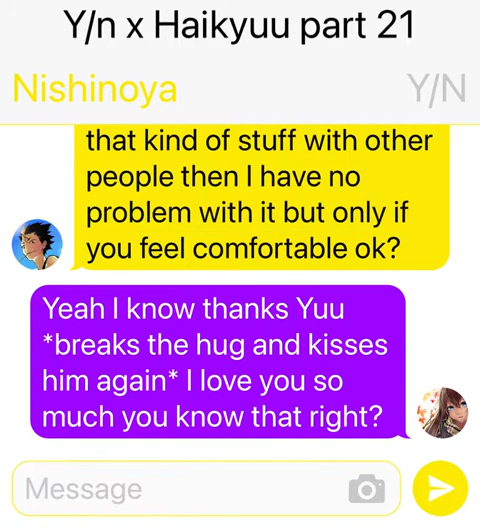 Y/n x Haikyuu part 21
Nishinoya
Y/N
that kind of stuff with other
people then I have no
problem with it but only if
you feel comfortable ok?
Yeah I know thanks Yuu
*breaks the hug and kisses
him again* I love you so
much you know that right?
Message